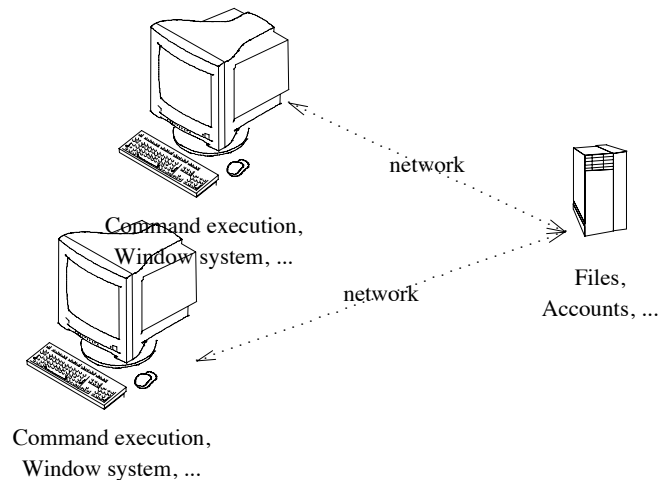 network
Command execution,
Window system, ...
Files,
Accounts, ...
network
Command execution,
Window system, ...